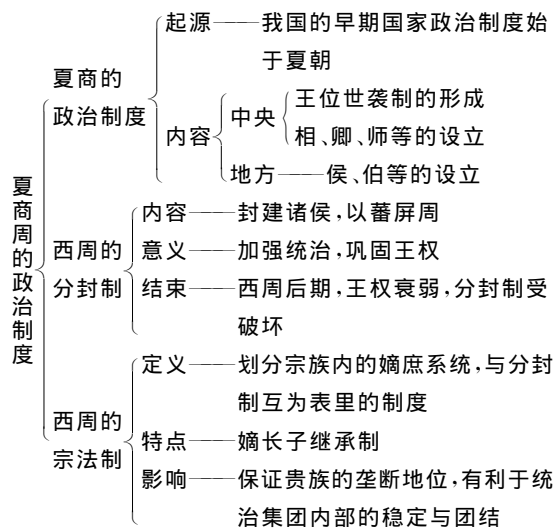 夏商周的政治制度
夏商的
政治制度
起源——我国的早期国家政治制度始
于夏朝
内容
中央
王位世袭制的形成
相、卿、师等的设立
地方——侯、伯等的设立
西周的
分封制
内容——封建诸侯,以蕃屏周
意义——加强统治,巩固王权
结束——西周后期,王权衰弱,分封制受
破坏
西周的
宗法制
定义——划分宗族内的嫡庶系统,与分封
制互为表里的制度
特点——嫡长子继承制
影响——保证贵族的垄断地位,有利于统
治集团内部的稳定与团结